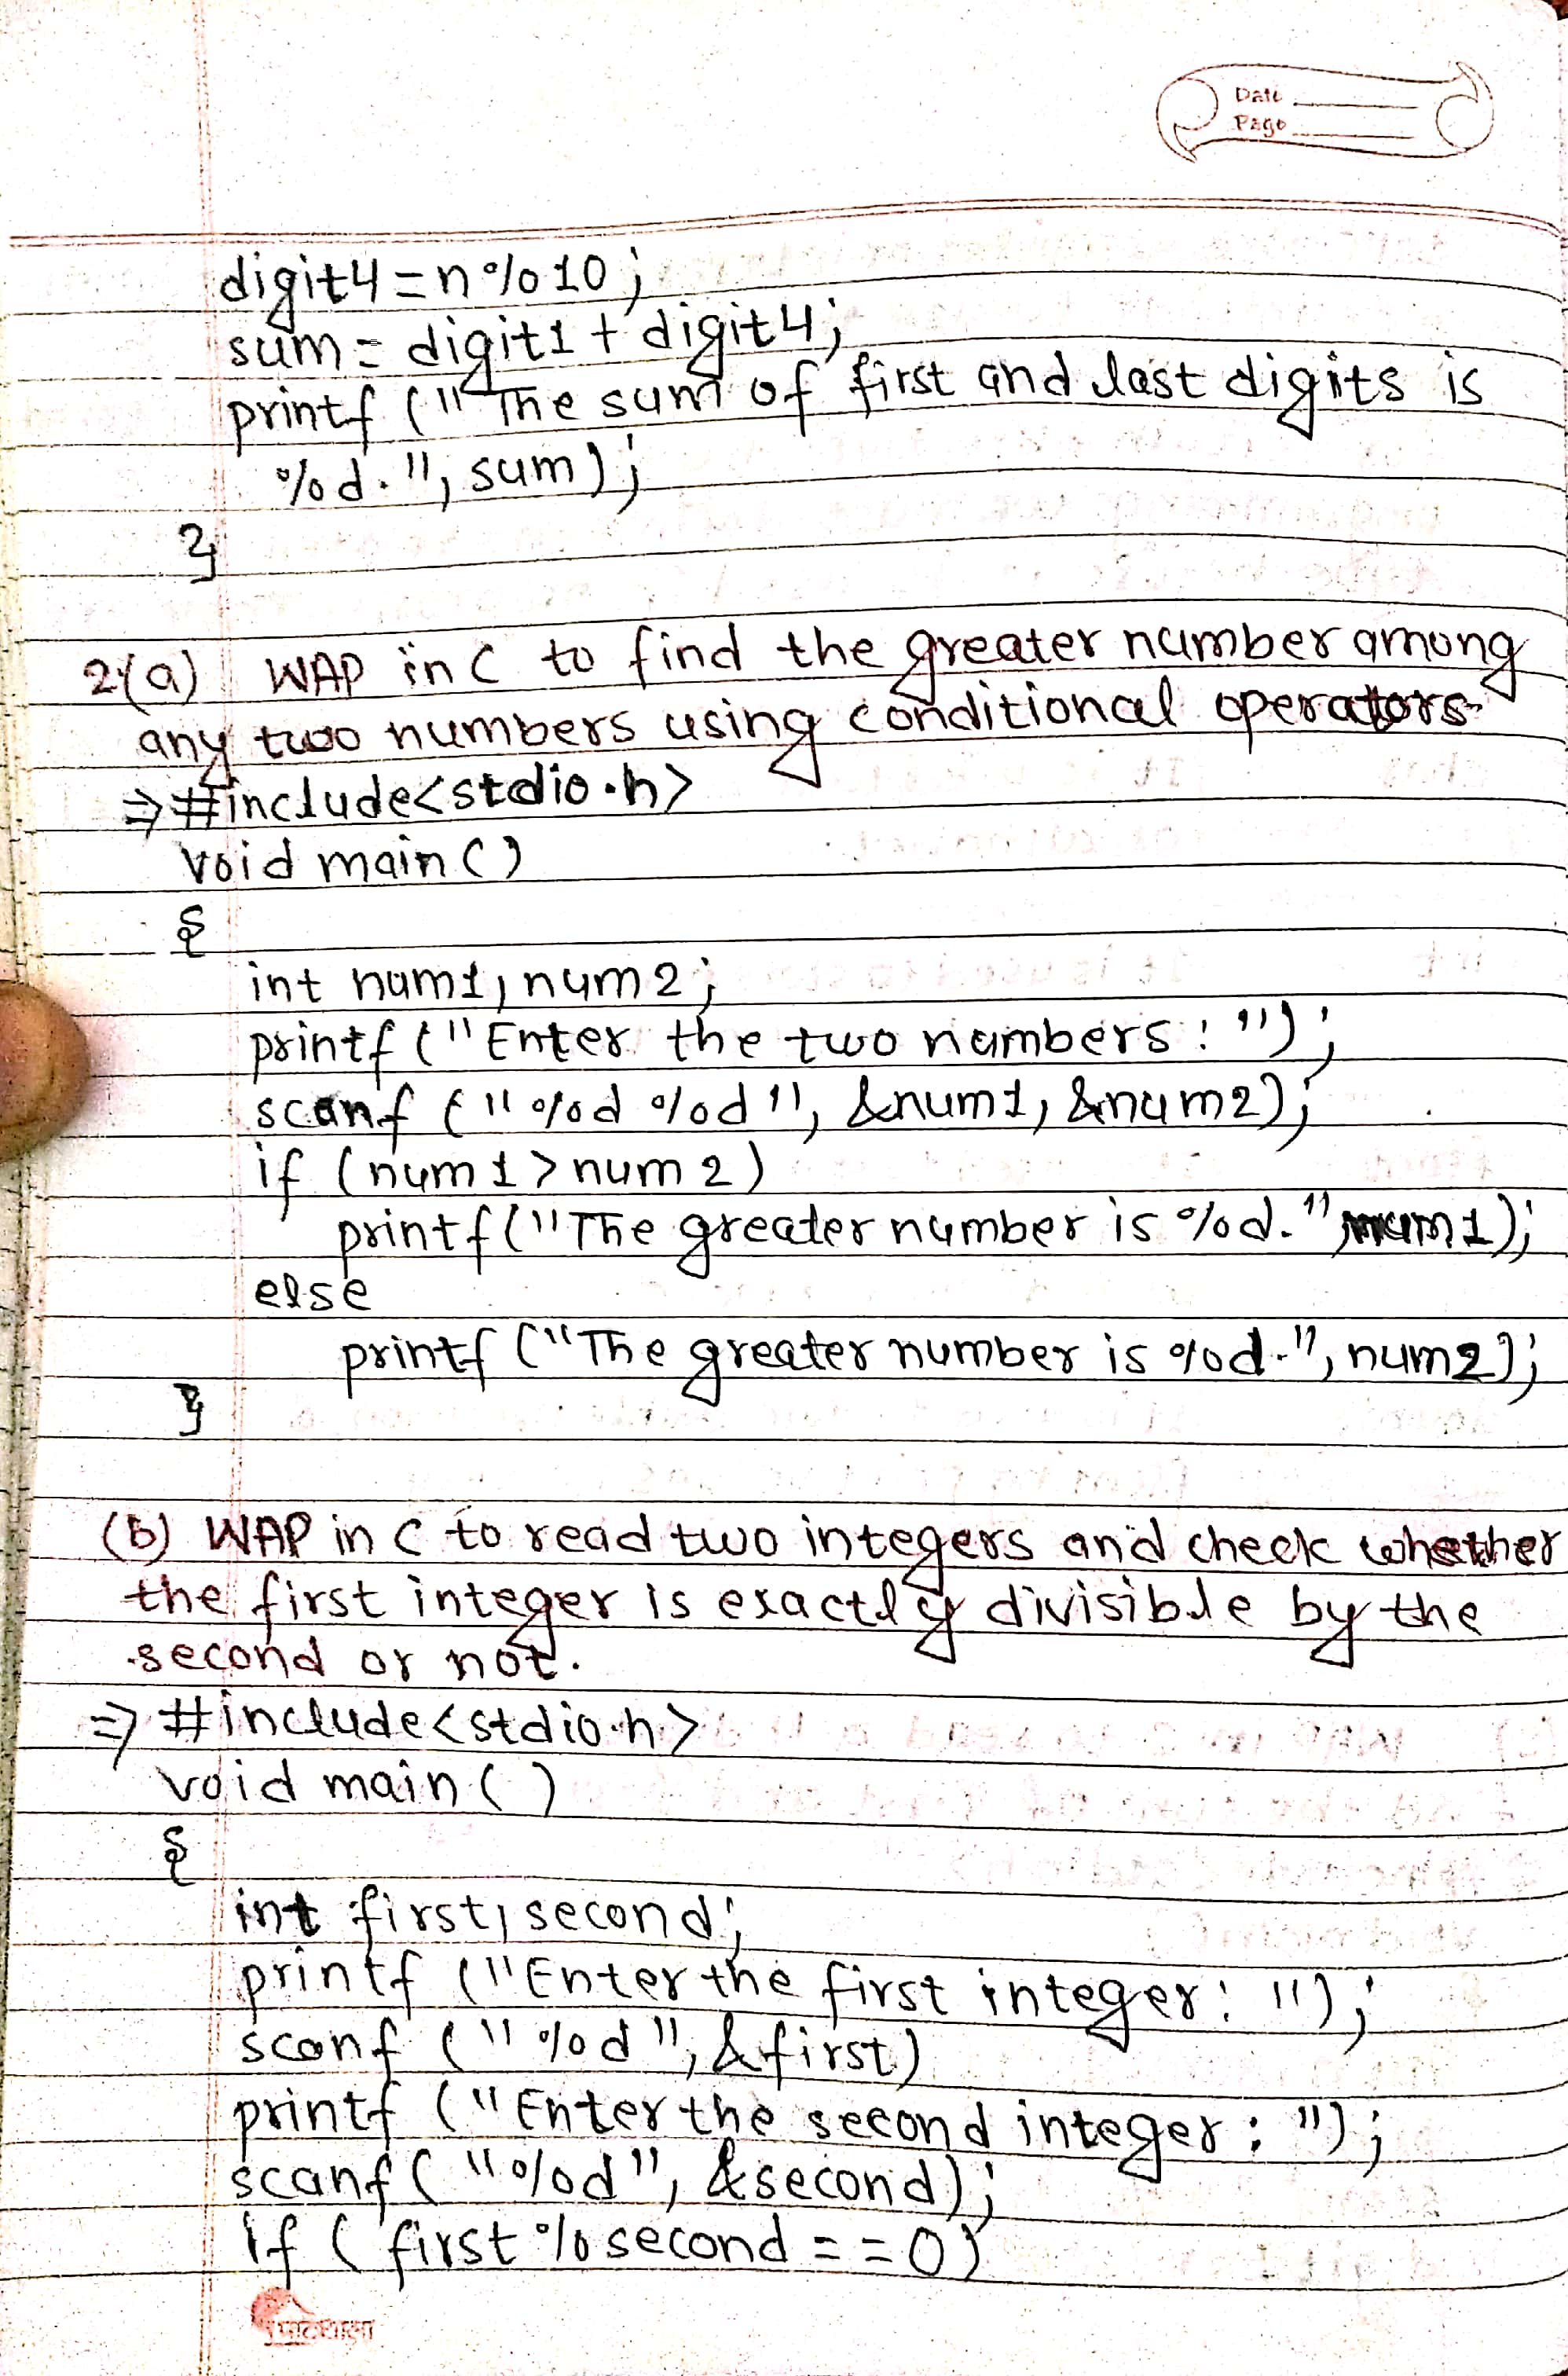 Date
Page
digit4=n%10;
sum= digit1 + digit4;
printf ("The sum of first and last digits is
%d.", sum);
}
2.(a) WAP in C to find the greater number among
any two numbers using conditional operators
⇒ #include<stdio.h>
void main()
{
int num1, num2;
printf ("Enter the two numbers: ");
scanf ("%d %d", &num1, &num2);
if (num1>num2)
printf("The greater number is %d.",num1);
else
printf ("The greater number is %d.", num2);
}
(b) WAP in C to read two integers and check whether
the first integer is exactly divisible by the
second or not.
⇒ #include<stdio.h>
void main()
{
int first, second;
printf ("Enter the first integer: ");
scanf ("%d", &first)
printf ("Enter the second integer: ");
scanf ("%d", &second);
if (first % second ==0)
पाठशाला